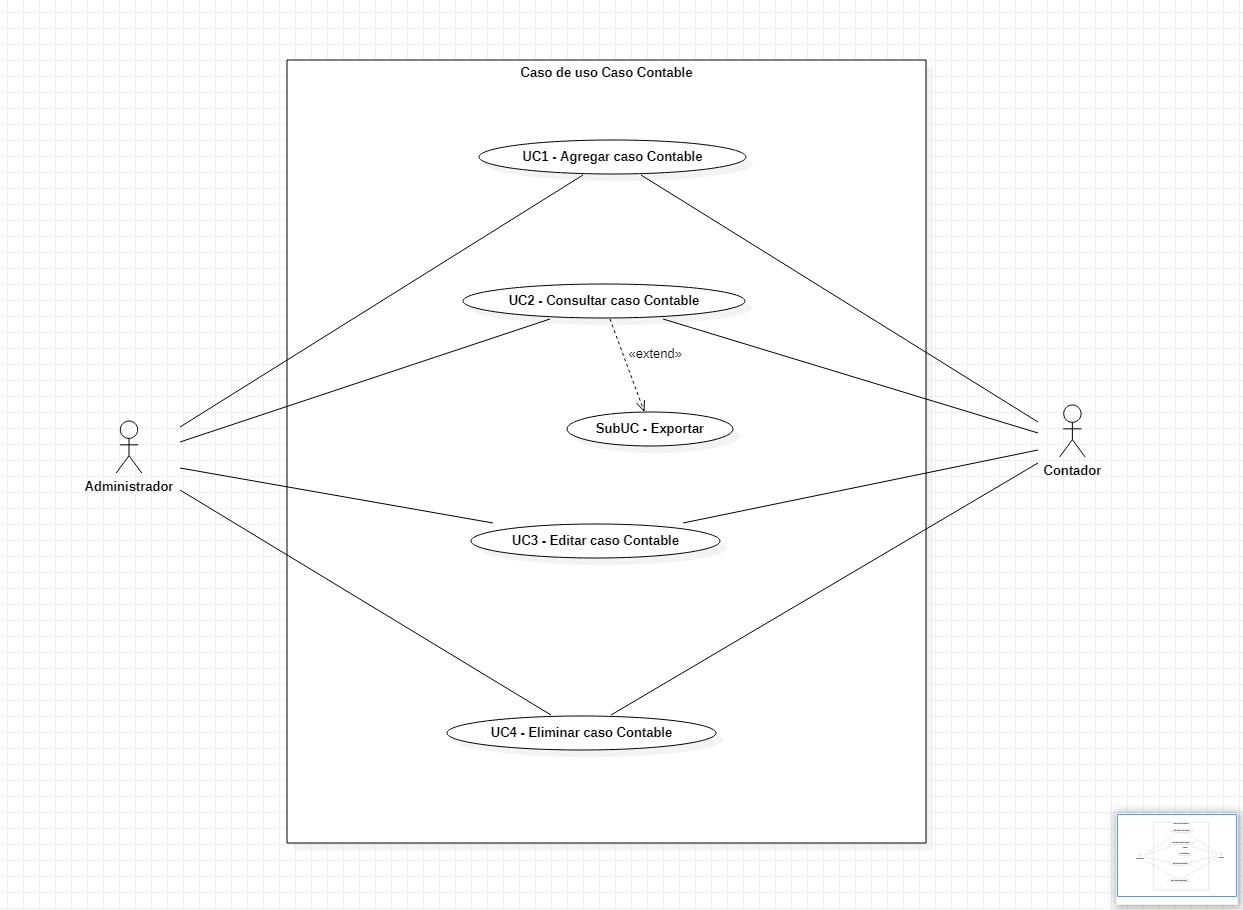 Caso de uso Caso Contable
UC1 - Agregar caso Contable
UC2 - Consultar caso Contable
«extend»
SubUC - Exportar
Administrador
Contador
UC3 - Editar caso Contable
UC4 - Eliminar caso Contable